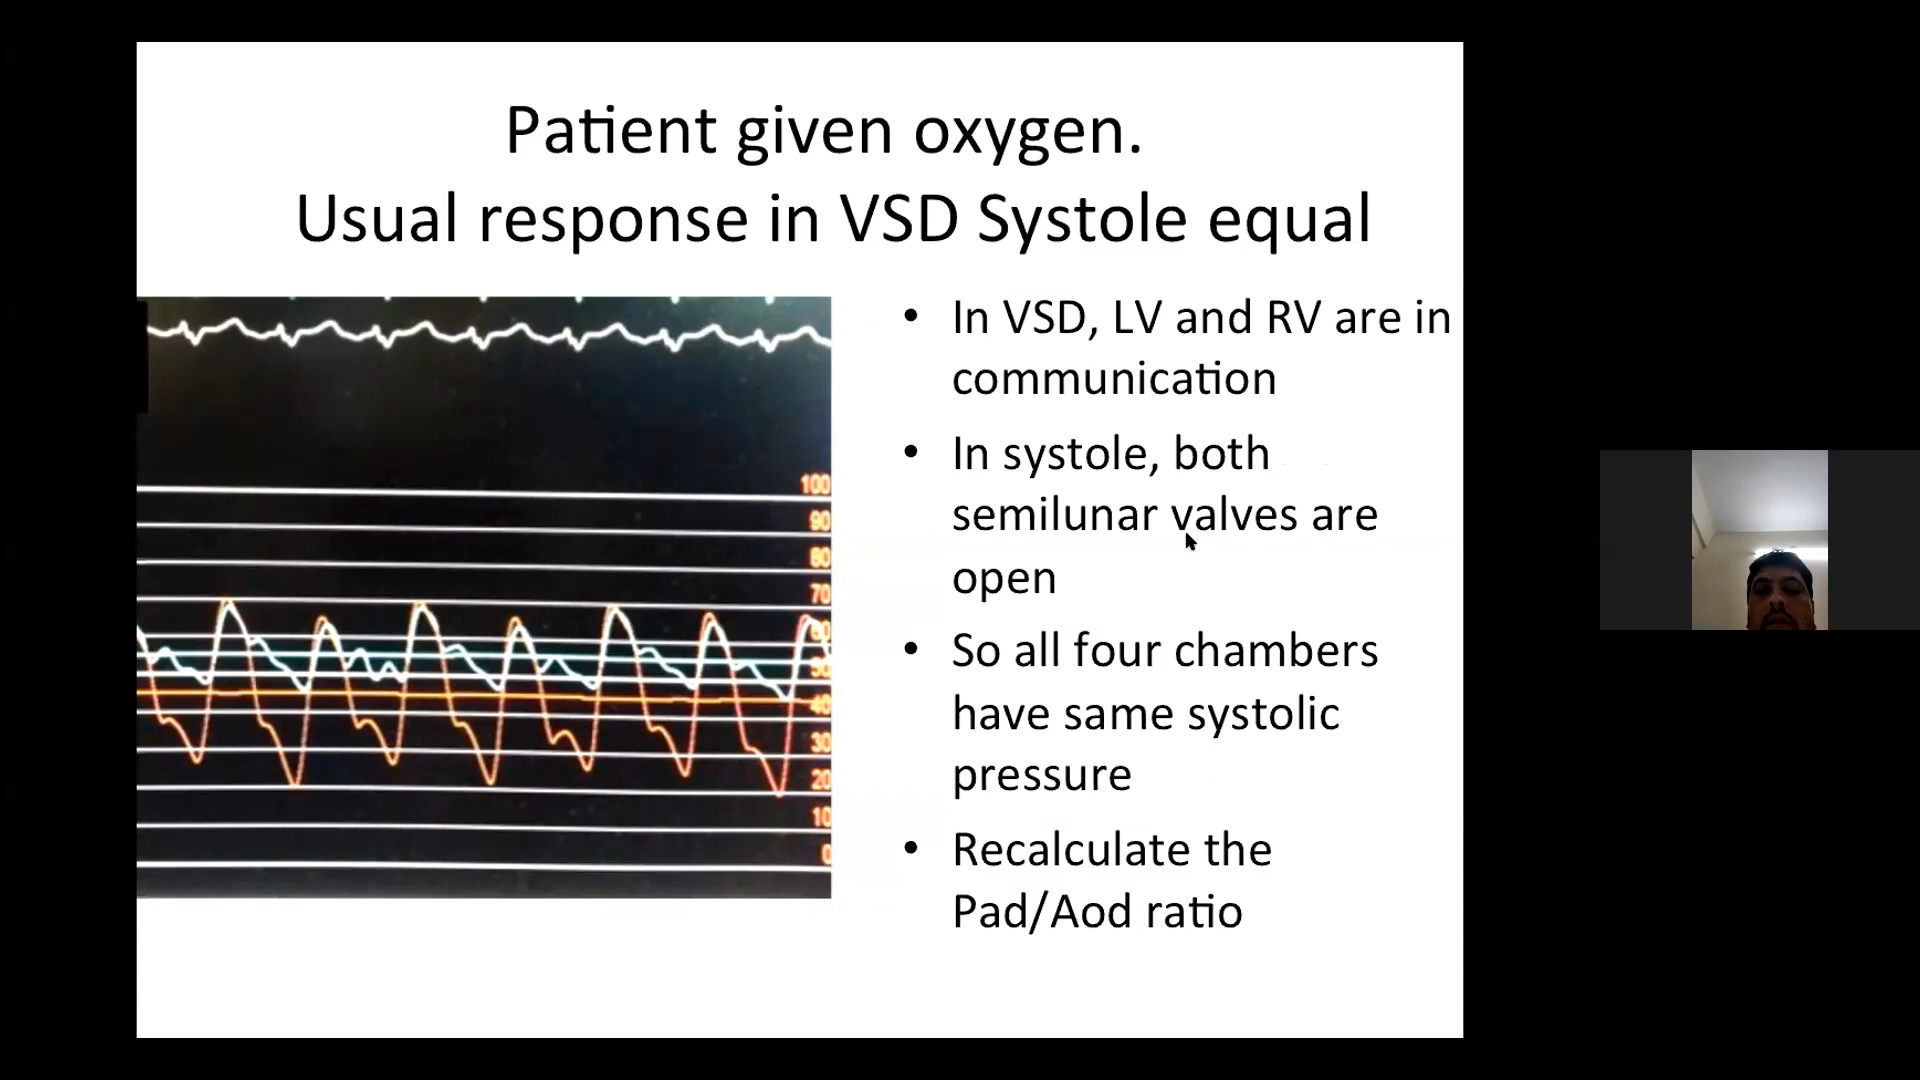 Patient given oxygen.
Usual response in VSD Systole equal
• In VSD, LV and RV are in
communication
• In systole, both
semilunar valves are
open
• So all four chambers
have same systolic
pressure
• Recalculate the
Pad/Aod ratio
100
90
80
70
60
50
40
30
20
10
0